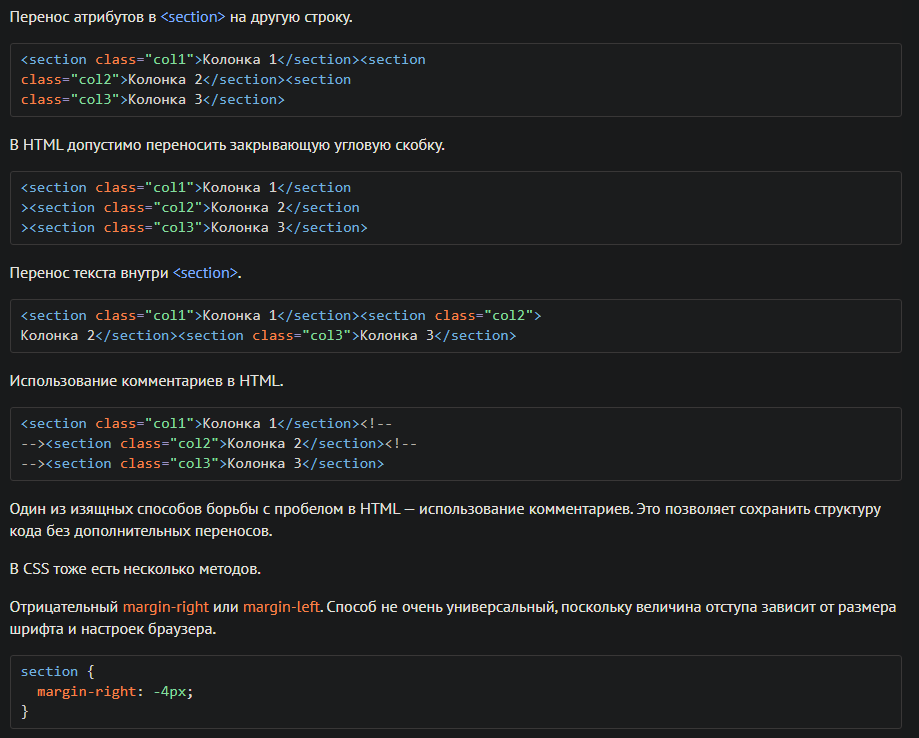 Перенос атрибутов в <section> на другую строку.
<section class="col1">Колонка 1</section><section
class="col2">Колонка 2</section><section
class="col3">Колонка 3</section>
В HTML допустимо переносить закрывающую угловую скобку.
<section class="col1">Колонка 1</section
><section class="col2">Колонка 2</section
><section class="col3">Колонка 3</section>
Перенос текста внутри <section>.
<section class="col1">Колонка 1</section><section class="col2">
Колонка 2</section><section class="col3">Колонка 3</section>
Использование комментариев в HTML.
<section class="col1">Колонка 1</section><!--
--><section class="col2">Колонка 2</section><!--
--><section class="col3">Колонка 3</section>
Один из изящных способов борьбы с пробелом в HTML — использование комментариев. Это позволяет сохранить структуру
кода без дополнительных переносов.
В CSS тоже есть несколько методов.
Отрицательный margin-right или margin-left. Способ не очень универсальный, поскольку величина отступа зависит от размера
шрифта и настроек браузера.
section {
  margin-right: -4px;
}